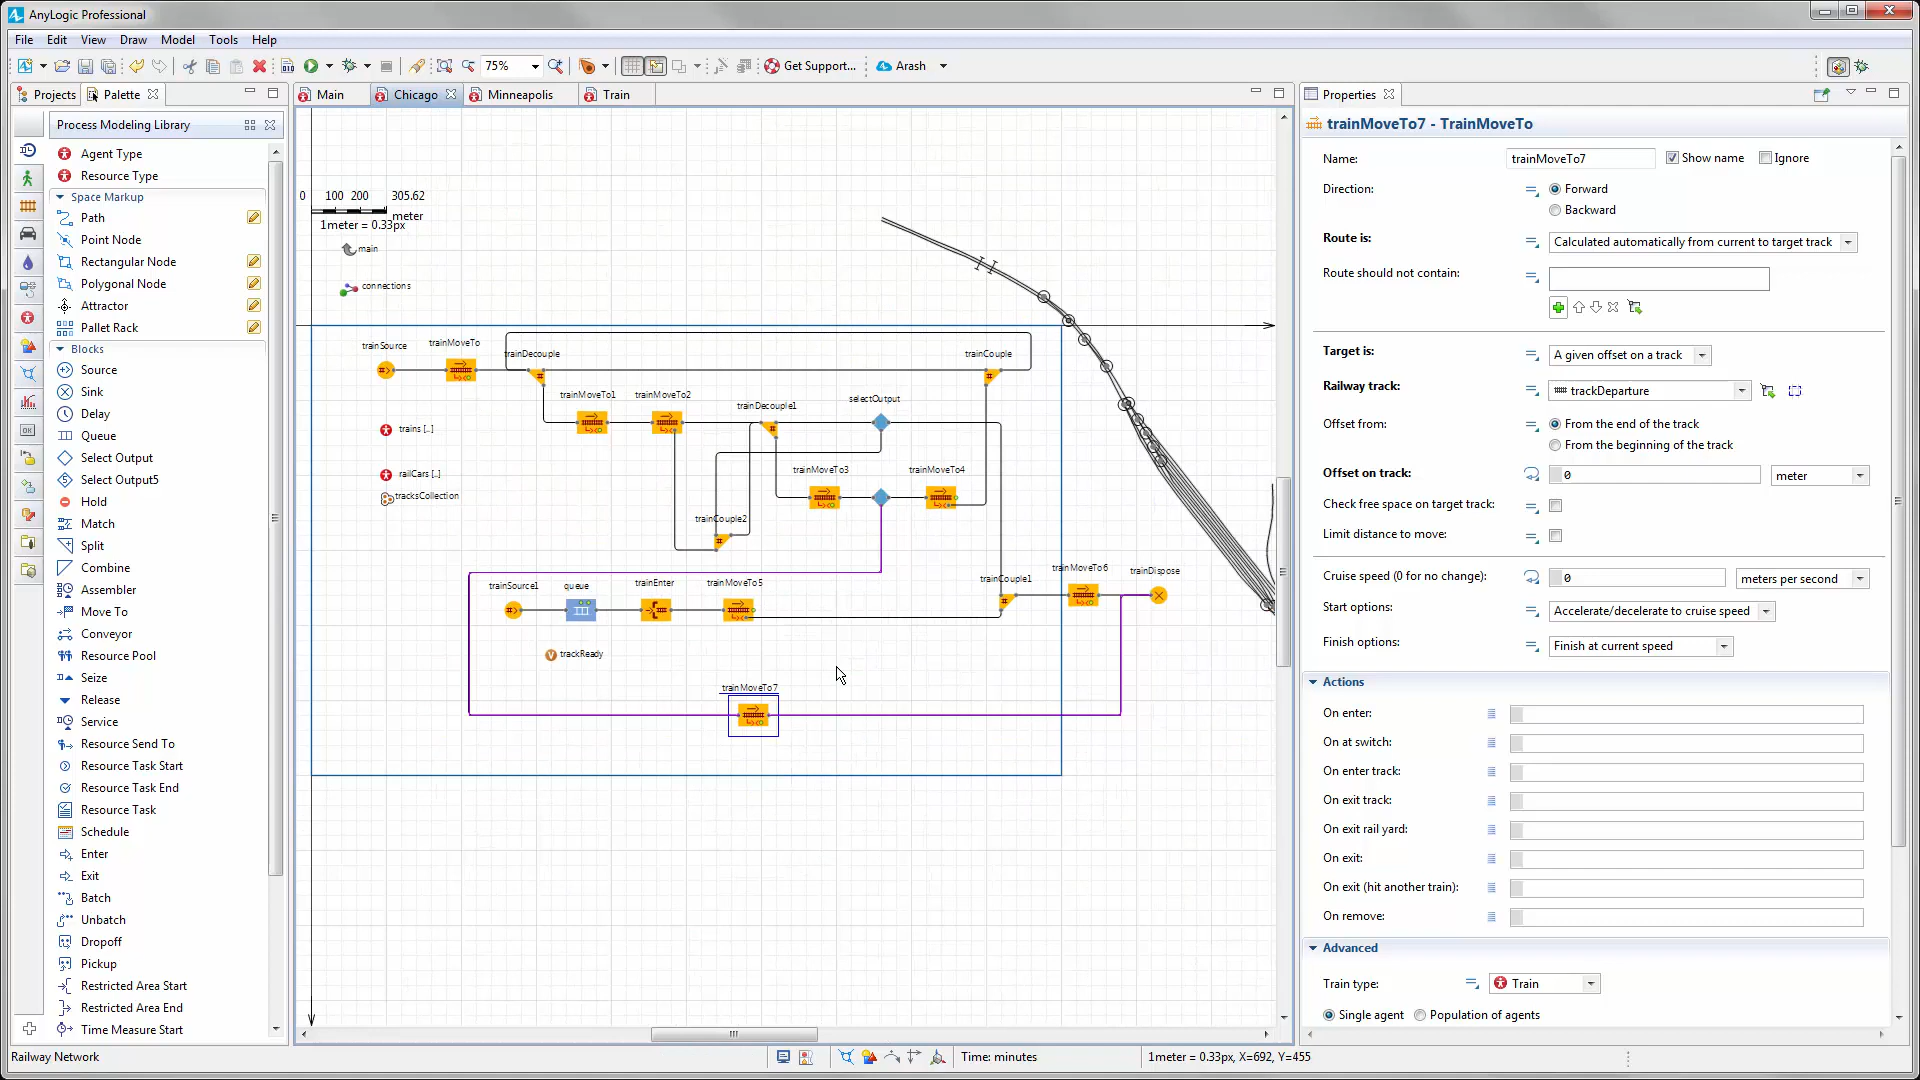 AnyLogic Professional
File Edit View Draw Model Tools Help
75% Get Support... Arash
Projects Palette
Main Chicago Minneapolis Train
Properties
Process Modeling Library
Agent Type
Resource Type
Space Markup
Path
Point Node
Rectangular Node
Polygonal Node
Attractor
Pallet Rack
Blocks
Source
Sink
Delay
Queue
Select Output
Select Output5
Hold
Match
Split
Combine
Assembler
Move To
Conveyor
Resource Pool
Seize
Release
Service
Resource Send To
Resource Task Start
Resource Task End
Resource Task
Schedule
Enter
Exit
Batch
Unbatch
Dropoff
Pickup
Restricted Area Start
Restricted Area End
Time Measure Start
0 100 200 305.62
meter
1meter = 0.33px
main
connections
trainSource
trainMoveTo
trainDecouple
trainCouple
trainMoveTo1
trainMoveTo2
trainDecouple1
selectOutput
trains [..]
railCars [..]
tracksCollection
trainMoveTo3
trainMoveTo4
trainCouple2
trainSource1
queue
trainEnter
trainMoveTo5
trainCouple1
trainMoveTo6
trainDispose
trackReady
trainMoveTo7
trainMoveTo7 - TrainMoveTo
Name: trainMoveTo7 Show name Ignore
Direction: Forward
Backward
Route is: Calculated automatically from current to target track
Route should not contain:
Target is: A given offset on a track
Railway track: trackDeparture
Offset from: From the end of the track
From the beginning of the track
Offset on track: 0 meter
Check free space on target track:
Limit distance to move:
Cruise speed (0 for no change): 0 meters per second
Start options: Accelerate/decelerate to cruise speed
Finish options: Finish at current speed
Actions
On enter:
On at switch:
On enter track:
On exit track:
On exit rail yard:
On exit:
On exit (hit another train):
On remove:
Advanced
Train type: Train
Single agent Population of agents
Railway Network
Time: minutes
1meter = 0.33px, X=692, Y=455